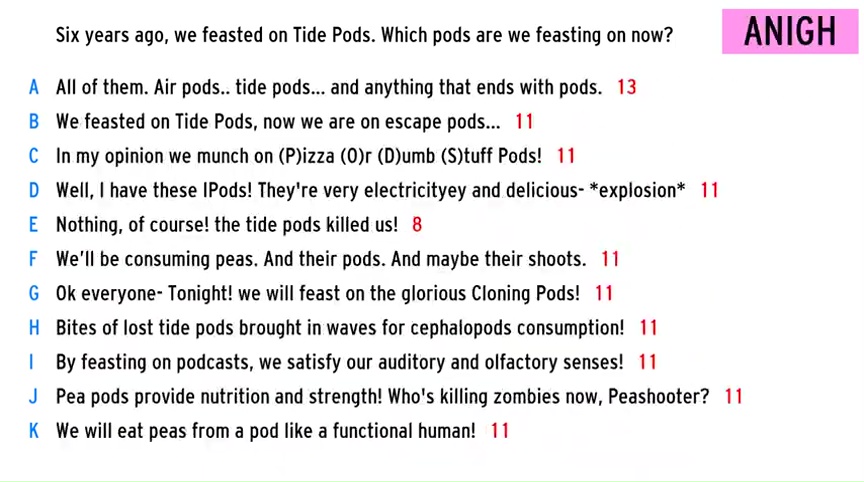 Six years ago, we feasted on Tide Pods. Which pods are we feasting on now?
ANIGH
A All of them. Air pods.. tide pods... and anything that ends with pods. 13
B We feasted on Tide Pods, now we are on escape pods... 11
C In my opinion we munch on (P)izza (O)r (D)umb (S)tuff Pods! 11
D Well, I have these IPods! They're very electricityey and delicious- *explosion* 11
E Nothing, of course! the tide pods killed us! 8
F We'll be consuming peas. And their pods. And maybe their shoots. 11
G Ok everyone- Tonight! we will feast on the glorious Cloning Pods! 11
H Bites of lost tide pods brought in waves for cephalopods consumption! 11
I By feasting on podcasts, we satisfy our auditory and olfactory senses! 11
J Pea pods provide nutrition and strength! Who's killing zombies now, Peashooter? 11
K We will eat peas from a pod like a functional human! 11